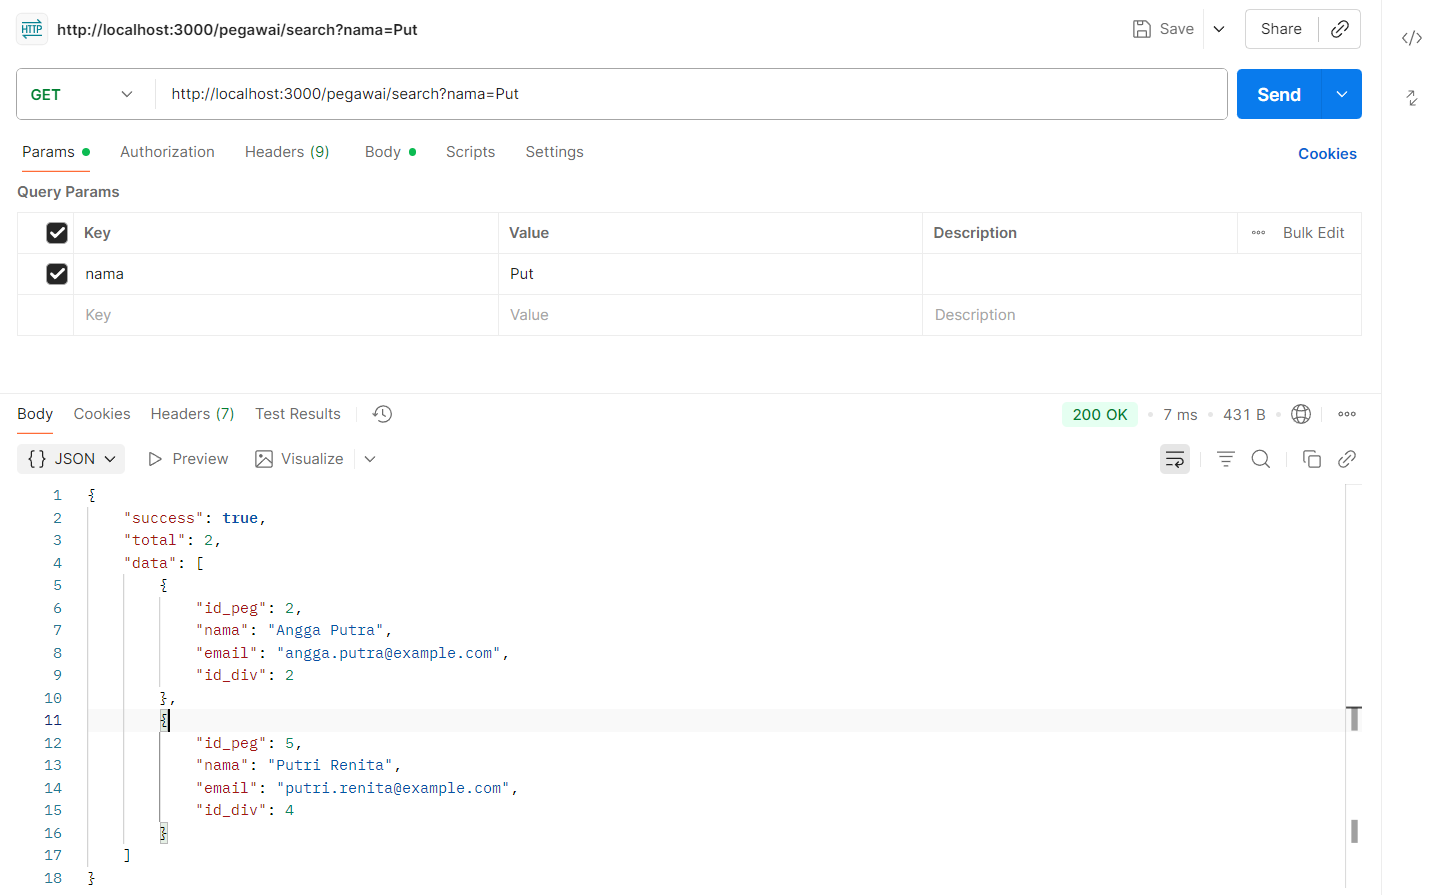 HTTP http://localhost:3000/pegawai/search?nama=Put Save Share
GET http://localhost:3000/pegawai/search?nama=Put Send
Params Authorization Headers (9) Body Scripts Settings Cookies
Query Params
Key Value Description Bulk Edit
nama Put
Key Value Description
Body Cookies Headers (7) Test Results 200 OK 7 ms 431 B
{} JSON Preview Visualize
1 {
2 "success": true,
3 "total": 2,
4 "data": [
5 {
6 "id_peg": 2,
7 "nama": "Angga Putra",
8 "email": "angga.putra@example.com",
9 "id_div": 2
10 },
11 {
12 "id_peg": 5,
13 "nama": "Putri Renita",
14 "email": "putri.renita@example.com",
15 "id_div": 4
16 }
17 ]
18 }